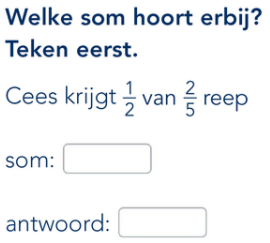 Welke som hoort erbij?
Teken eerst.
Cees krijgt 1/2 van 2/5 reep
som:
antwoord: